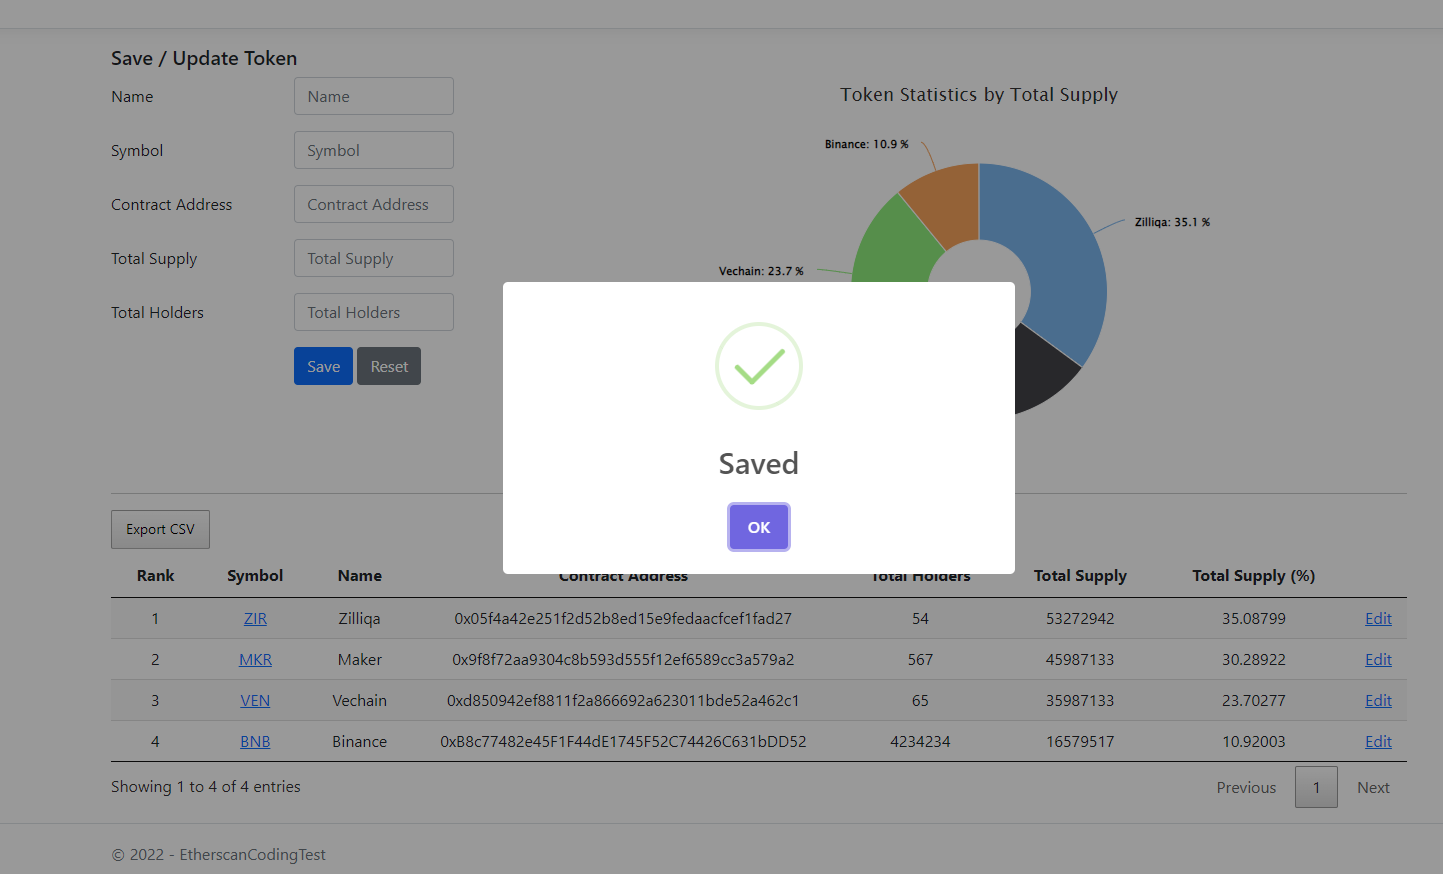 Save / Update Token
Name
Name
Symbol
Symbol
Contract Address
Contract Address
Total Supply
Total Supply
Total Holders
Total Holders
Save Reset
Token Statistics by Total Supply
Binance: 10.9 %
Zilliqa: 35.1 %
Vechain: 23.7 %
Saved
OK
Export CSV
Rank Symbol Name Contract Address Total Holders Total Supply Total Supply (%)
1 ZIR Zilliqa 0x05f4a42e251f2d52b8ed15e9fedaacfcef1fad27 54 53272942 35.08799 Edit
2 MKR Maker 0x9f8f72aa9304c8b593d555f12ef6589cc3a579a2 567 45987133 30.28922 Edit
3 VEN Vechain 0xd850942ef8811f2a866692a623011bde52a462c1 65 35987133 23.70277 Edit
4 BNB Binance 0xB8c77482e45F1F44dE1745F52C74426C631bDD52 4234234 16579517 10.92003 Edit
Showing 1 to 4 of 4 entries
Previous 1 Next
© 2022 - EtherscanCodingTest